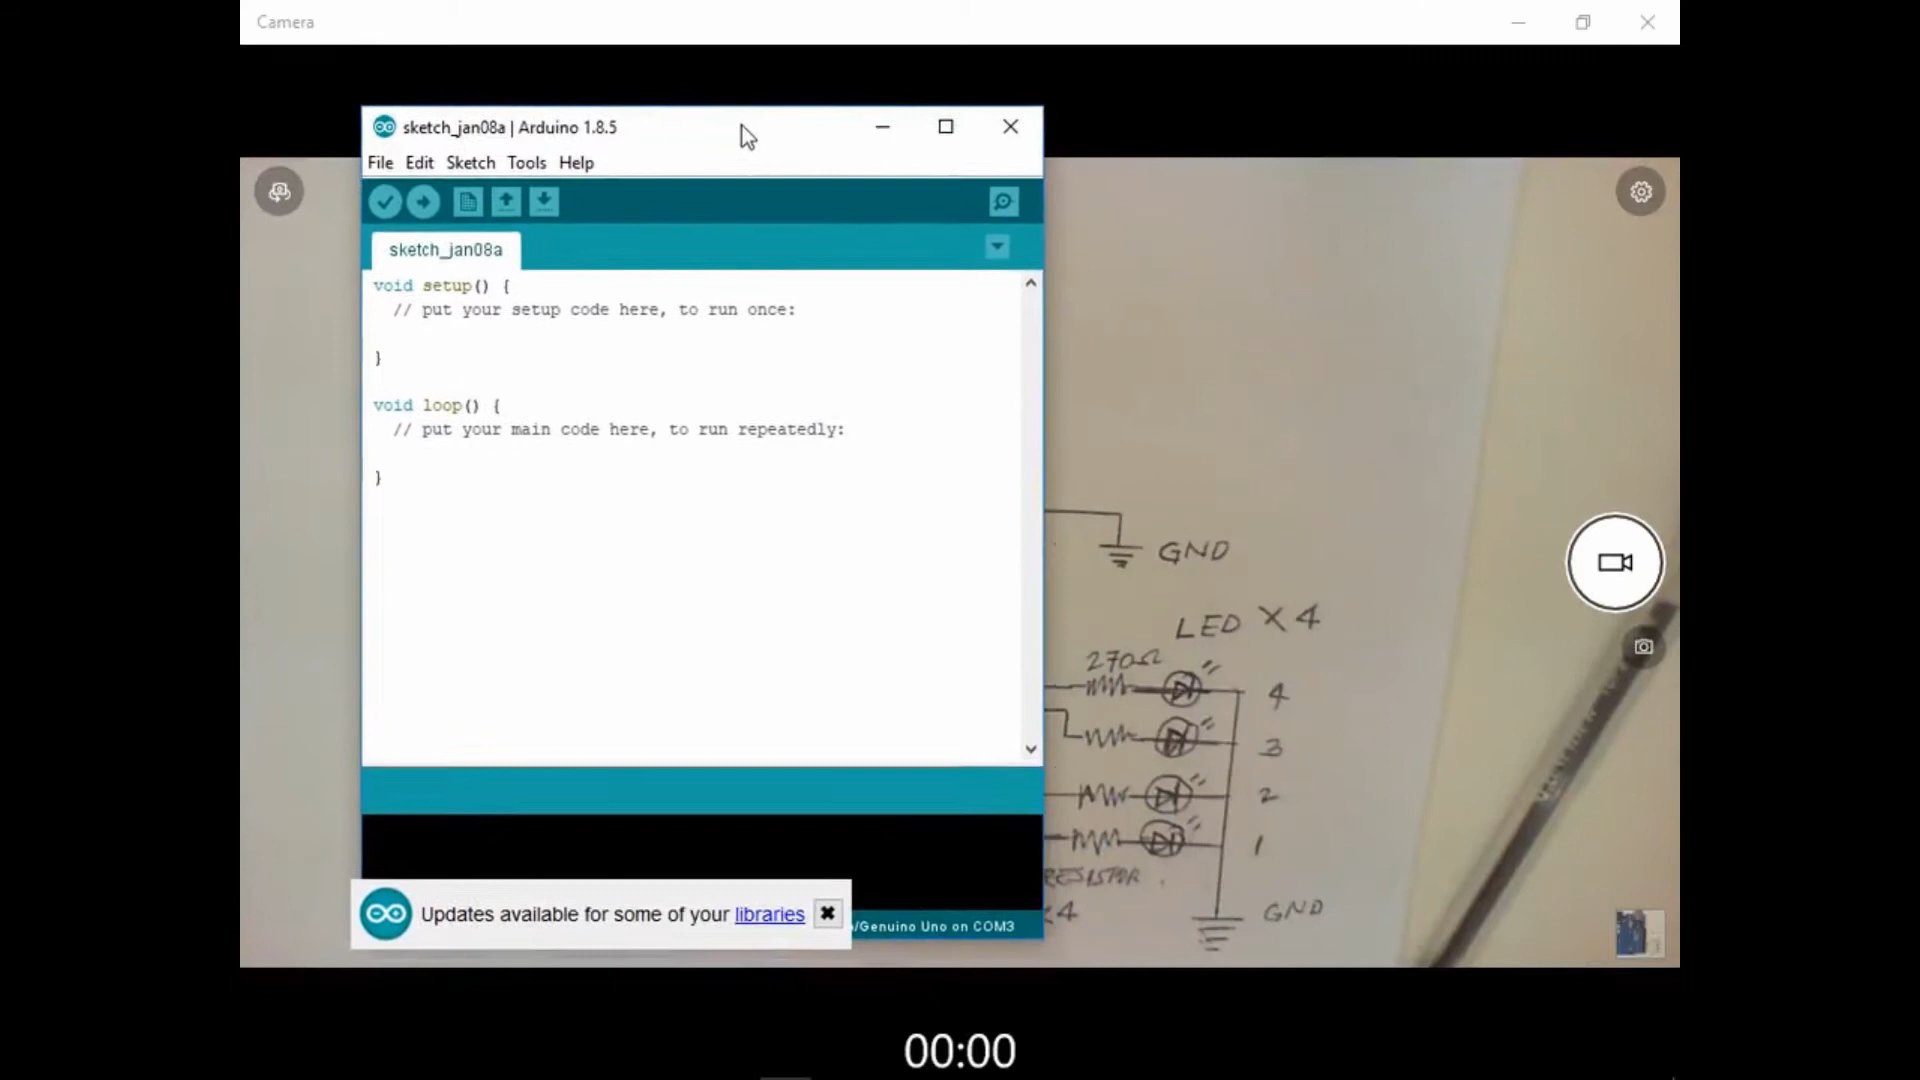 Camera
sketch_jan08a | Arduino 1.8.5
File Edit Sketch Tools Help
sketch_jan08a
void setup() {
// put your setup code here, to run once:
}
void loop() {
// put your main code here, to run repeatedly:
}
GND
LED X 4
270Ω
4
3
2
1
RESISTOR
x4
GND
Updates available for some of your libraries
/Genuino Uno on COM3
00:00